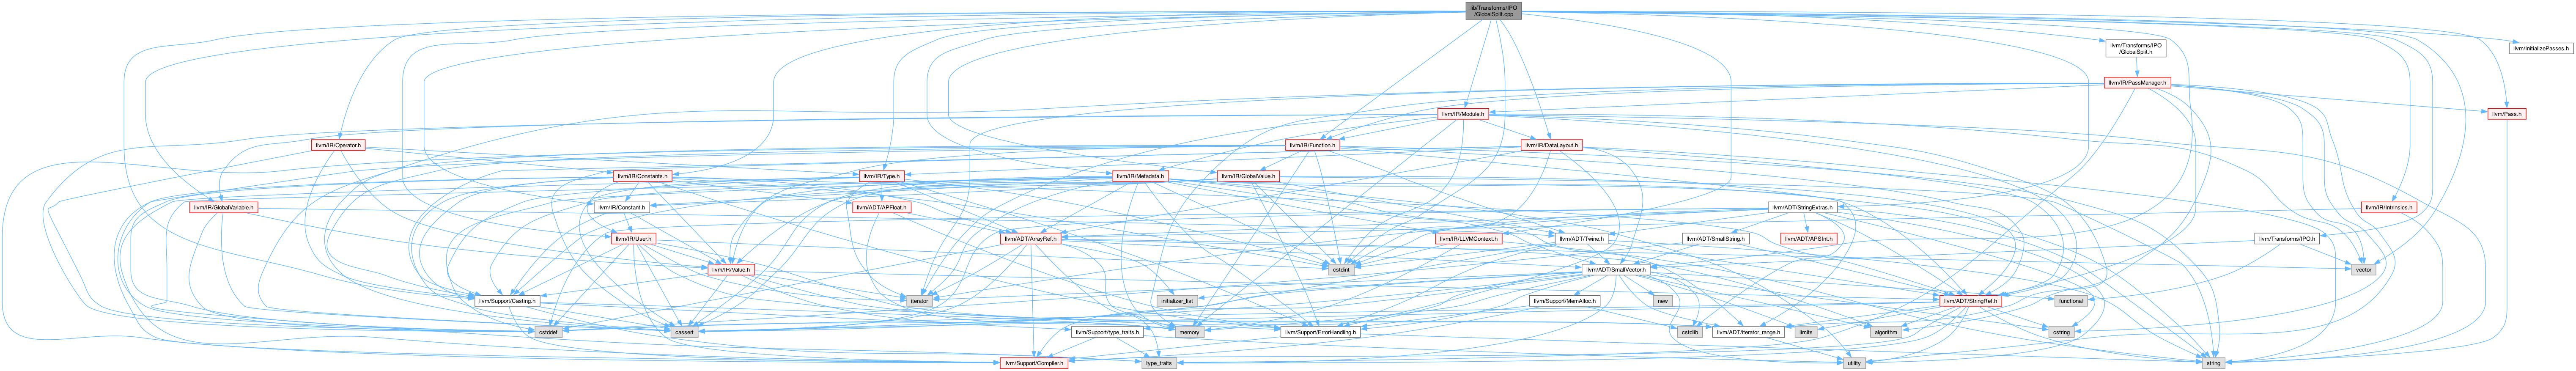 lib/Transforms/IPO
/GlobalSplit.cpp
llvm/Transforms/IPO
/GlobalSplit.h
llvm/InitializePasses.h
llvm/IR/PassManager.h
llvm/IR/Module.h
llvm/Pass.h
llvm/IR/Operator.h
llvm/IR/Function.h
llvm/IR/DataLayout.h
llvm/IR/Constants.h
llvm/IR/Type.h
llvm/IR/Metadata.h
llvm/IR/GlobalValue.h
llvm/IR/GlobalVariable.h
llvm/IR/Constant.h
llvm/ADT/APFloat.h
llvm/ADT/StringExtras.h
llvm/IR/Intrinsics.h
llvm/IR/User.h
llvm/ADT/ArrayRef.h
llvm/IR/LLVMContext.h
llvm/ADT/Twine.h
llvm/ADT/SmallString.h
llvm/ADT/APSInt.h
llvm/Transforms/IPO.h
llvm/IR/Value.h
cstdint
llvm/ADT/SmallVector.h
vector
llvm/Support/Casting.h
iterator
initializer_list
llvm/Support/MemAlloc.h
new
llvm/ADT/StringRef.h
functional
cstddef
cassert
llvm/Support/type_traits.h
memory
llvm/Support/ErrorHandling.h
cstdlib
llvm/ADT/iterator_range.h
limits
algorithm
cstring
llvm/Support/Compiler.h
type_traits
utility
string